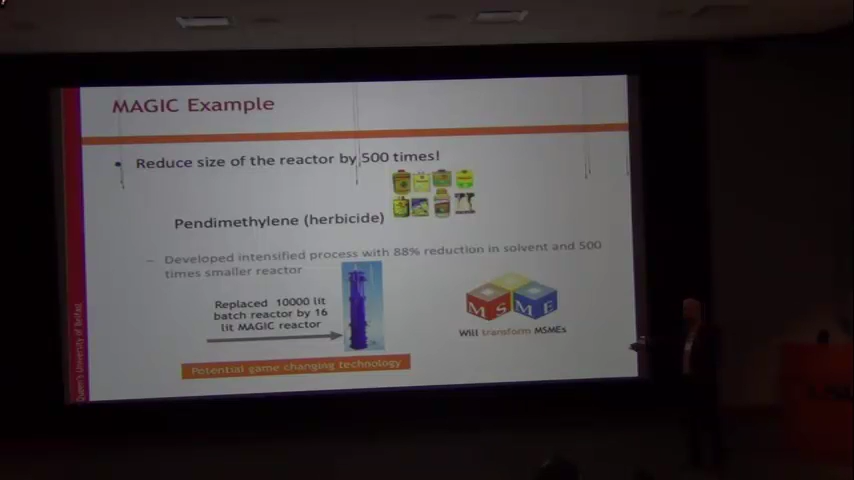 MAGIC Example
• Reduce size of the reactor by 500 times!
Pendimethylene (herbicide)
– Developed intensified process with 88% reduction in solvent and 500
times smaller reactor
Replaced 10000 lit
batch reactor by 16
lit MAGIC reactor
MSME
Will transform MSMEs
Potential game changing technology
Queen's University of Belfast